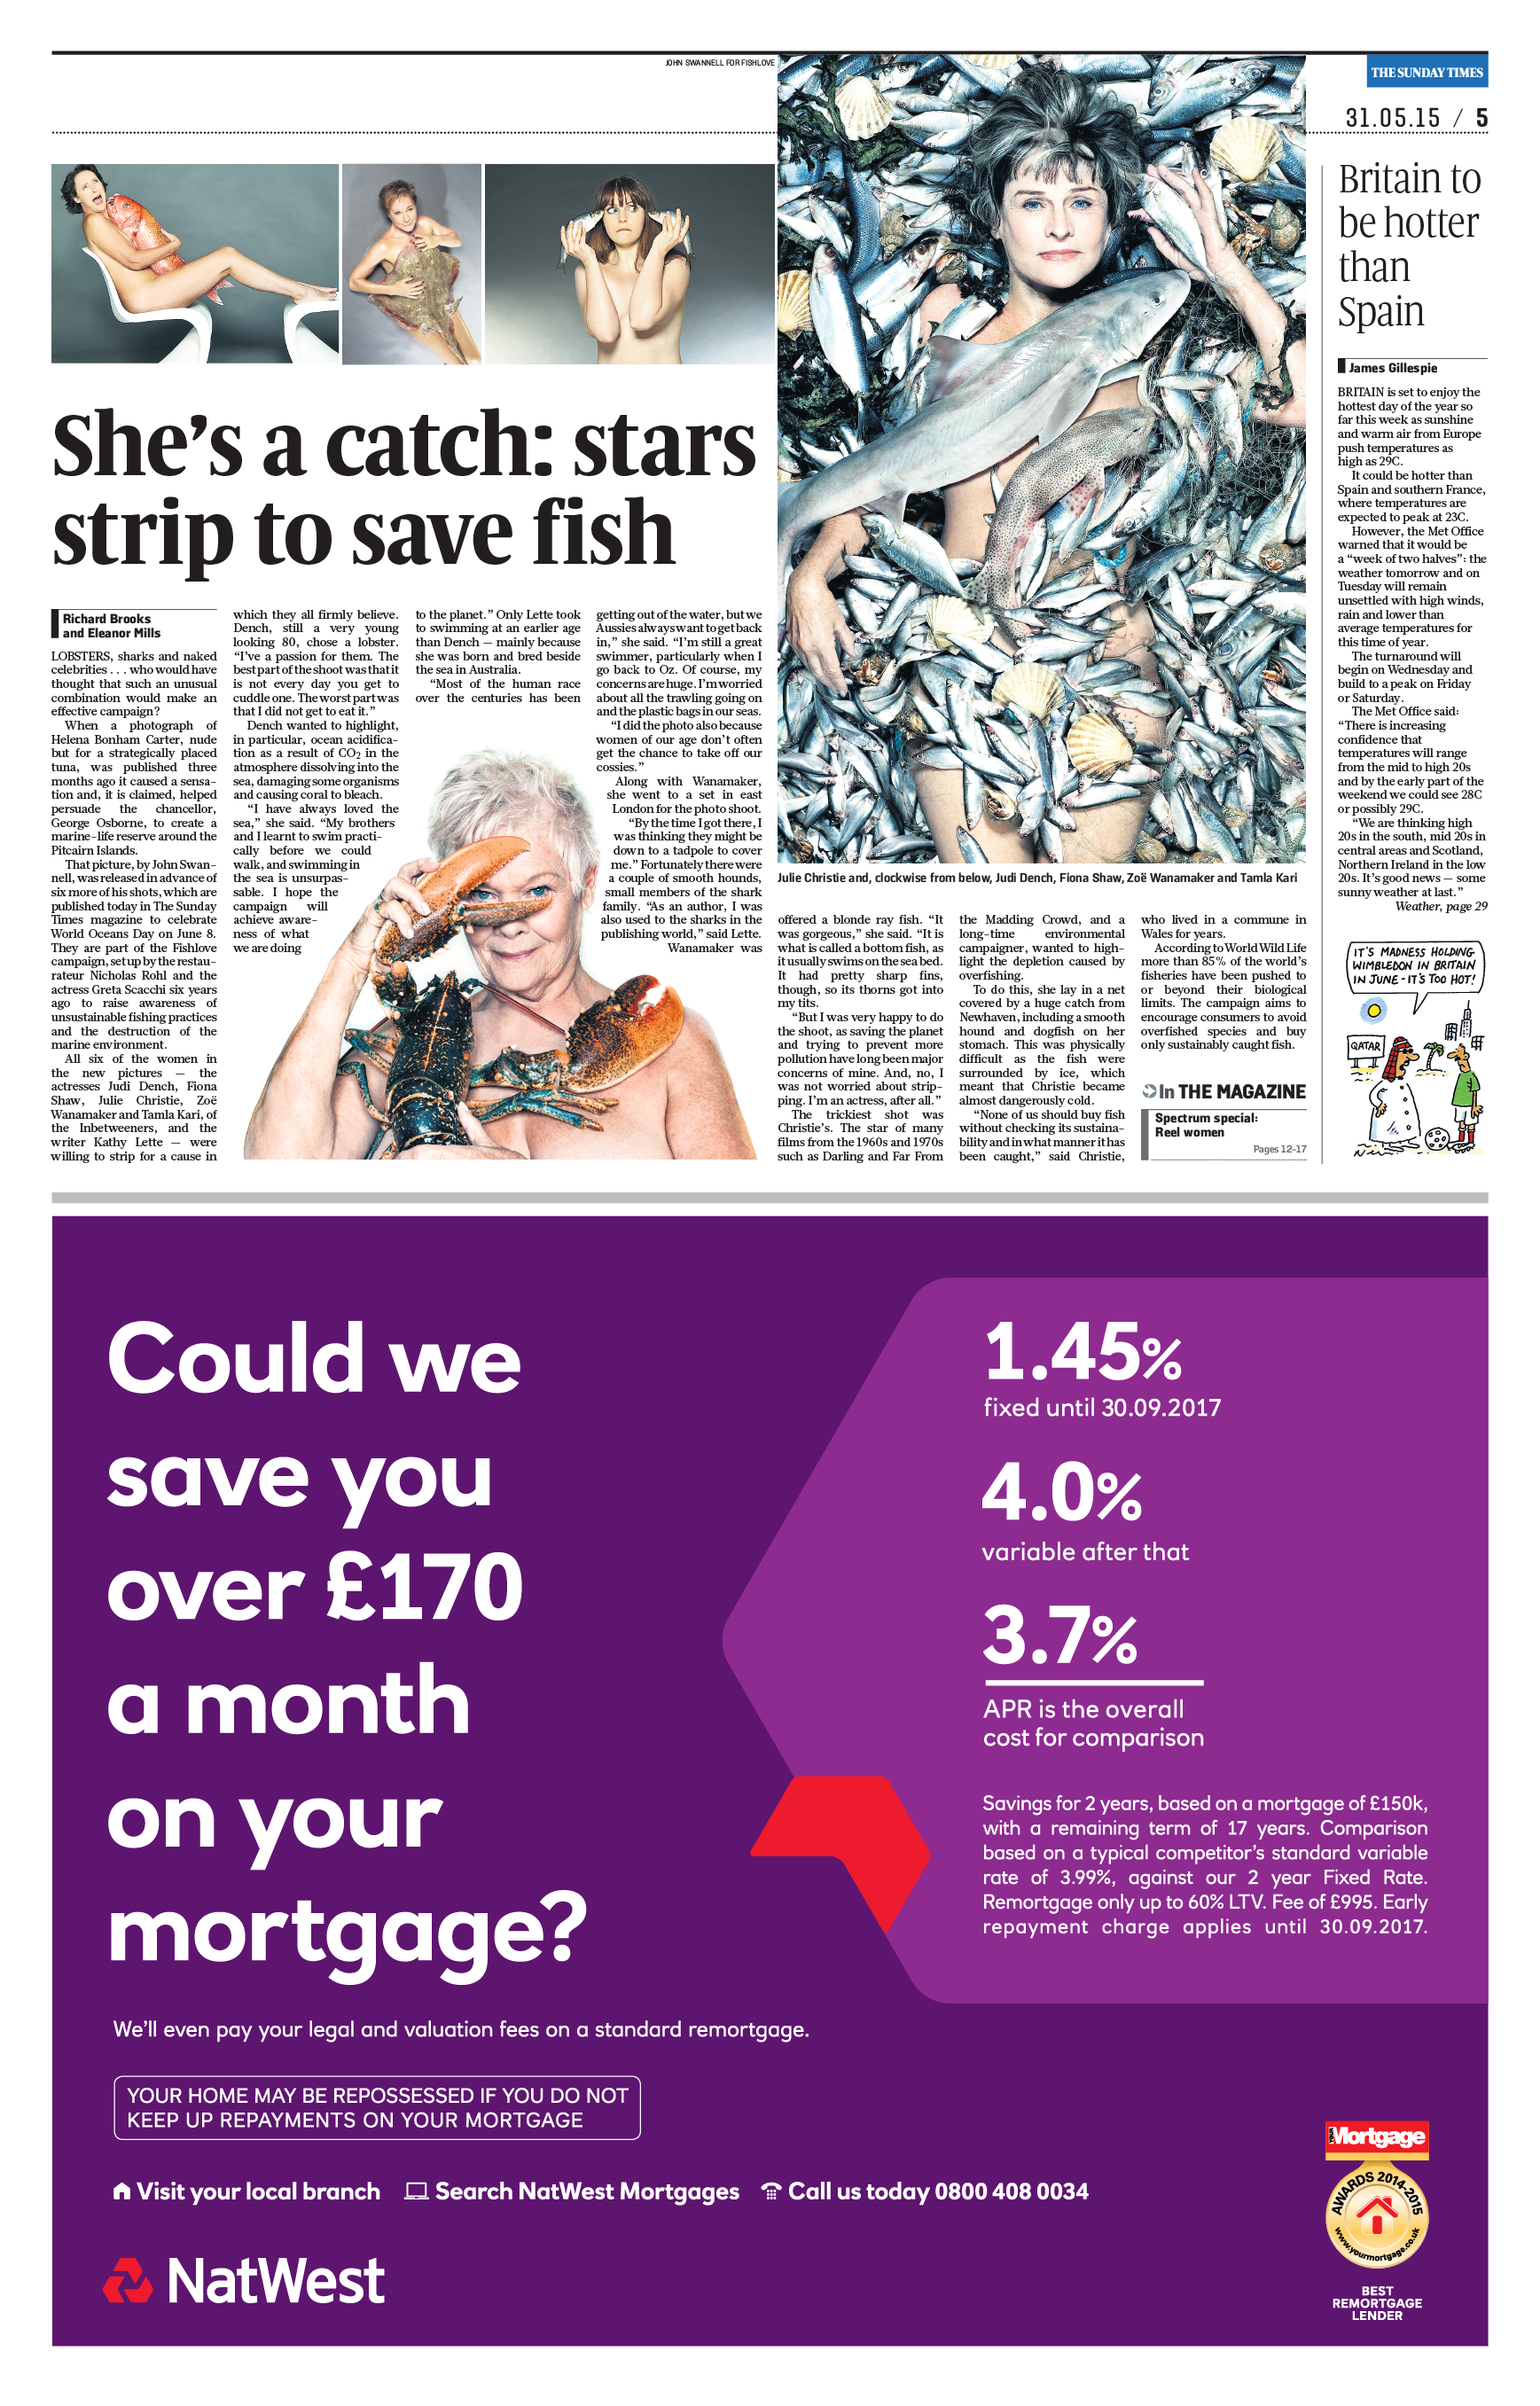 JOHN SWANNELL FOR FISHLOVE
THE SUNDAY TIMES
31.05.15 / 5
She’s a catch: stars
strip to save fish
Richard Brooks
and Eleanor Mills
LOBSTERS, sharks and naked
celebrities . . . who would have
thought that such an unusual
combination would make an
effective campaign?
When a photograph of
Helena Bonham Carter, nude
but for a strategically placed
tuna, was published three
months ago it caused a sensa-
tion and, it is claimed, helped
persuade the chancellor,
George Osborne, to create a
marine-life reserve around the
Pitcairn Islands.
That picture, by John Swan-
nell, was released in advance of
six more of his shots, which are
published today in The Sunday
Times magazine to celebrate
World Oceans Day on June 8.
They are part of the Fishlove
campaign, set up by the restau-
rateur Nicholas Rohl and the
actress Greta Scacchi six years
ago to raise awareness of
unsustainable fishing practices
and the destruction of the
marine environment.
All six of the women in
the new pictures — the
actresses Judi Dench, Fiona
Shaw, Julie Christie, Zoë
Wanamaker and Tamla Kari, of
the Inbetweeners, and the
writer Kathy Lette — were
willing to strip for a cause in
which they all firmly believe.
Dench, still a very young
looking 80, chose a lobster.
“I’ve a passion for them. The
best part of the shoot was that it
is not every day you get to
cuddle one. The worst part was
that I did not get to eat it.”
Dench wanted to highlight,
in particular, ocean acidifica-
tion as a result of CO2 in the
atmosphere dissolving into the
sea, damaging some organisms
and causing coral to bleach.
“I have always loved the
sea,” she said. “My brothers
and I learnt to swim practi-
cally before we could
walk, and swimming in
the sea is unsurpas-
sable. I hope the
campaign will
achieve aware-
ness of what
we are doing
to the planet.” Only Lette took
to swimming at an earlier age
than Dench — mainly because
she was born and bred beside
the sea in Australia.
“Most of the human race
over the centuries has been
getting out of the water, but we
Aussies always want to get back
in,” she said. “I’m still a great
swimmer, particularly when I
go back to Oz. Of course, my
concerns are huge. I’m worried
about all the trawling going on
and the plastic bags in our seas.
“I did the photo also because
women of our age don’t often
get the chance to take off our
cossies.”
Along with Wanamaker,
she went to a set in east
London for the photo shoot.
“By the time I got there, I
was thinking they might be
down to a tadpole to cover
me.” Fortunately there were
a couple of smooth hounds,
small members of the shark
family. “As an author, I was
also used to the sharks in the
publishing world,” said Lette.
Wanamaker was
Julie Christie and, clockwise from below, Judi Dench, Fiona Shaw, Zoë Wanamaker and Tamla Kari
offered a blonde ray fish. “It
was gorgeous,” she said. “It is
what is called a bottom fish, as
it usually swims on the sea bed.
It had pretty sharp fins,
though, so its thorns got into
my tits.
“But I was very happy to do
the shoot, as saving the planet
and trying to prevent more
pollution have long been major
concerns of mine. And, no, I
was not worried about strip-
ping. I’m an actress, after all.”
The trickiest shot was
Christie’s. The star of many
films from the 1960s and 1970s
such as Darling and Far From
the Madding Crowd, and a
long-time environmental
campaigner, wanted to high-
light the depletion caused by
overfishing.
To do this, she lay in a net
covered by a huge catch from
Newhaven, including a smooth
hound and dogfish on her
stomach. This was physically
difficult as the fish were
surrounded by ice, which
meant that Christie became
almost dangerously cold.
“None of us should buy fish
without checking its sustaina-
bility and in what manner it has
been caught,” said Christie,
who lived in a commune in
Wales for years.
According to World Wild Life
more than 85% of the world’s
fisheries have been pushed to
or beyond their biological
limits. The campaign aims to
encourage consumers to avoid
overfished species and buy
only sustainably caught fish.
In THE MAGAZINE
Spectrum special:
Reel women
Pages 12-17
Britain to
be hotter
than
Spain
James Gillespie
BRITAIN is set to enjoy the
hottest day of the year so
far this week as sunshine
and warm air from Europe
push temperatures as
high as 29C.
It could be hotter than
Spain and southern France,
where temperatures are
expected to peak at 23C.
However, the Met Office
warned that it would be
a “week of two halves”: the
weather tomorrow and on
Tuesday will remain
unsettled with high winds,
rain and lower than
average temperatures for
this time of year.
The turnaround will
begin on Wednesday and
build to a peak on Friday
or Saturday.
The Met Office said:
“There is increasing
confidence that
temperatures will range
from the mid to high 20s
and by the early part of the
weekend we could see 28C
or possibly 29C.
“We are thinking high
20s in the south, mid 20s in
central areas and Scotland,
Northern Ireland in the low
20s. It’s good news — some
sunny weather at last.”
Weather, page 29
IT’S MADNESS HOLDING
WIMBLEDON IN BRITAIN
IN JUNE - IT’S TOO HOT!
QATAR
Could we
save you
over £170
a month
on your
mortgage?
1.45%
fixed until 30.09.2017
4.0%
variable after that
3.7%
APR is the overall
cost for comparison
Savings for 2 years, based on a mortgage of £150k,
with a remaining term of 17 years. Comparison
based on a typical competitor’s standard variable
rate of 3.99%, against our 2 year Fixed Rate.
Remortgage only up to 60% LTV. Fee of £995. Early
repayment charge applies until 30.09.2017.
We’ll even pay your legal and valuation fees on a standard remortgage.
YOUR HOME MAY BE REPOSSESSED IF YOU DO NOT
KEEP UP REPAYMENTS ON YOUR MORTGAGE
Visit your local branch Search NatWest Mortgages Call us today 0800 408 0034
NatWest
YOUR Mortgage
AWARDS 2014-2015
www.yourmortgage.co.uk
BEST
REMORTGAGE
LENDER